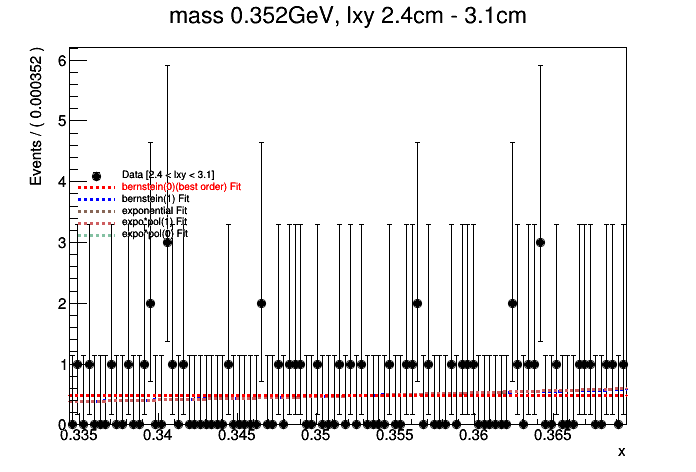 mass 0.352GeV, lxy 2.4cm - 3.1cm
Events / ( 0.000352 )
6
5
4
3
2
1
0
Data [2.4 < lxy < 3.1]
bernstein(0)(best order) Fit
bernstein(1) Fit
exponential Fit
expo*pol(1) Fit
expo*pol(0) Fit
0.335 0.34 0.345 0.35 0.355 0.36 0.365
x